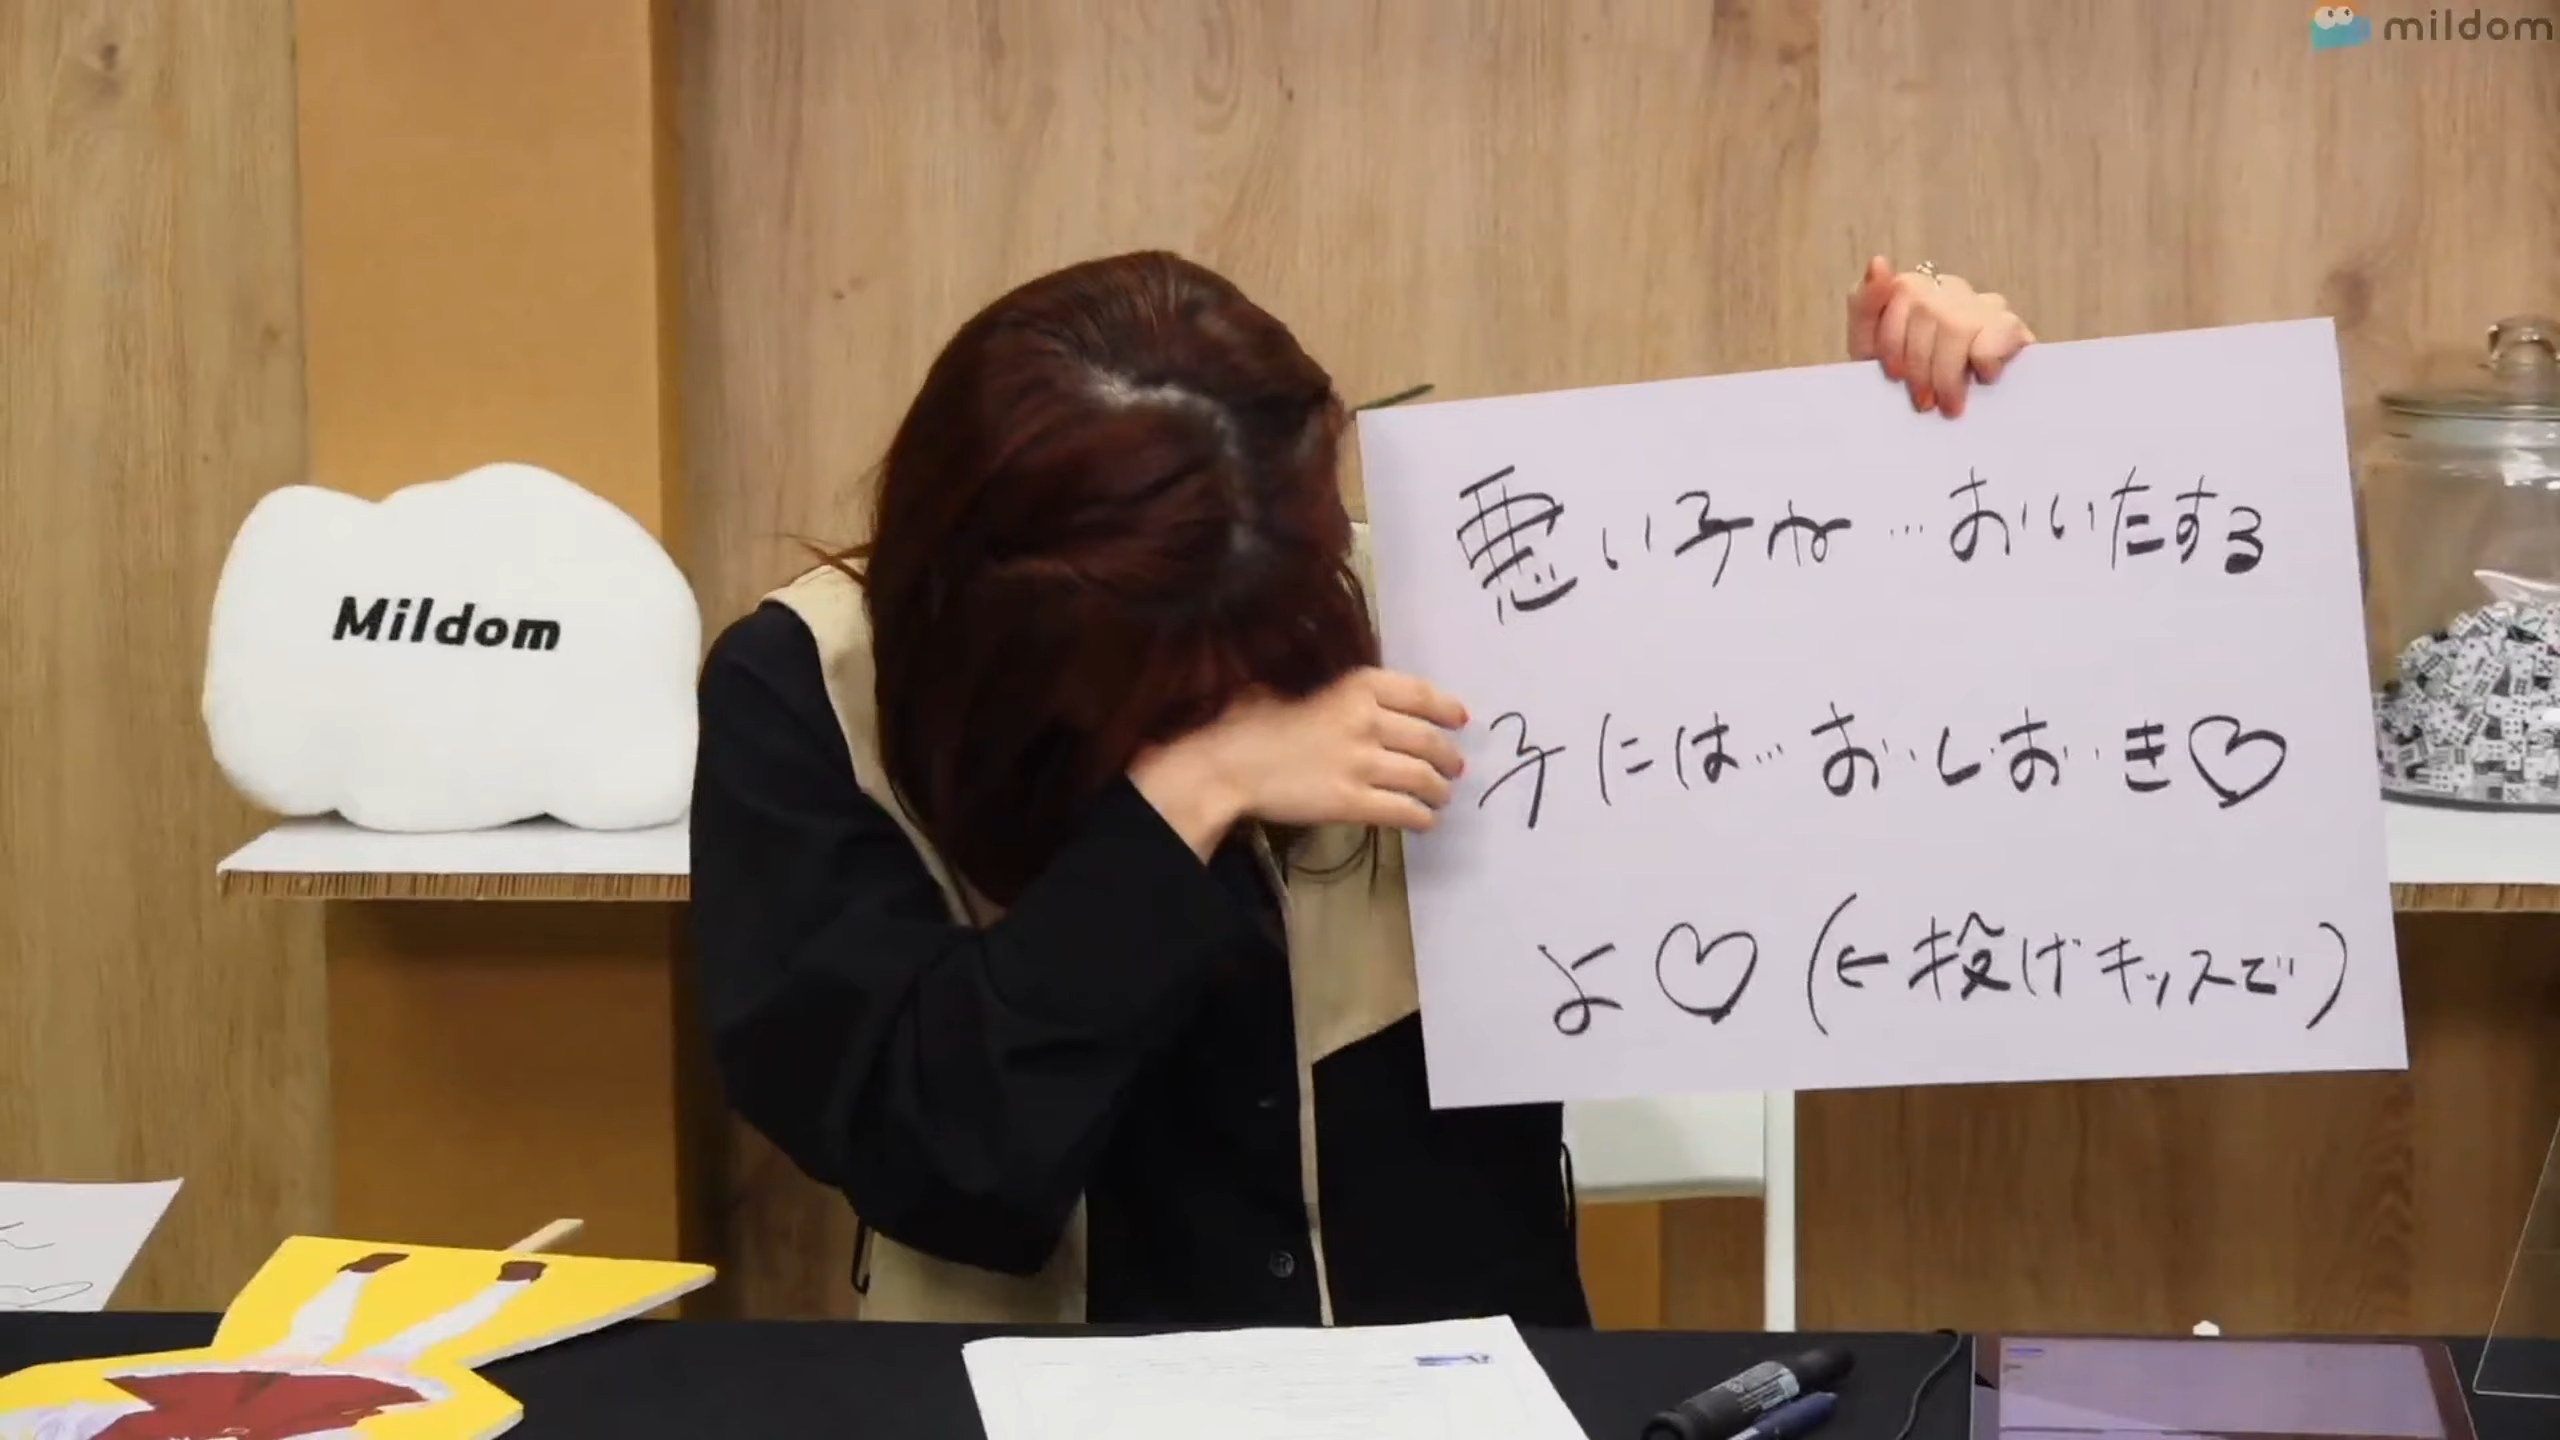 mildom
Mildom
悪い子ね…おいたする
子には…お・し・お・き♡
よ♡(←投げキッスで)